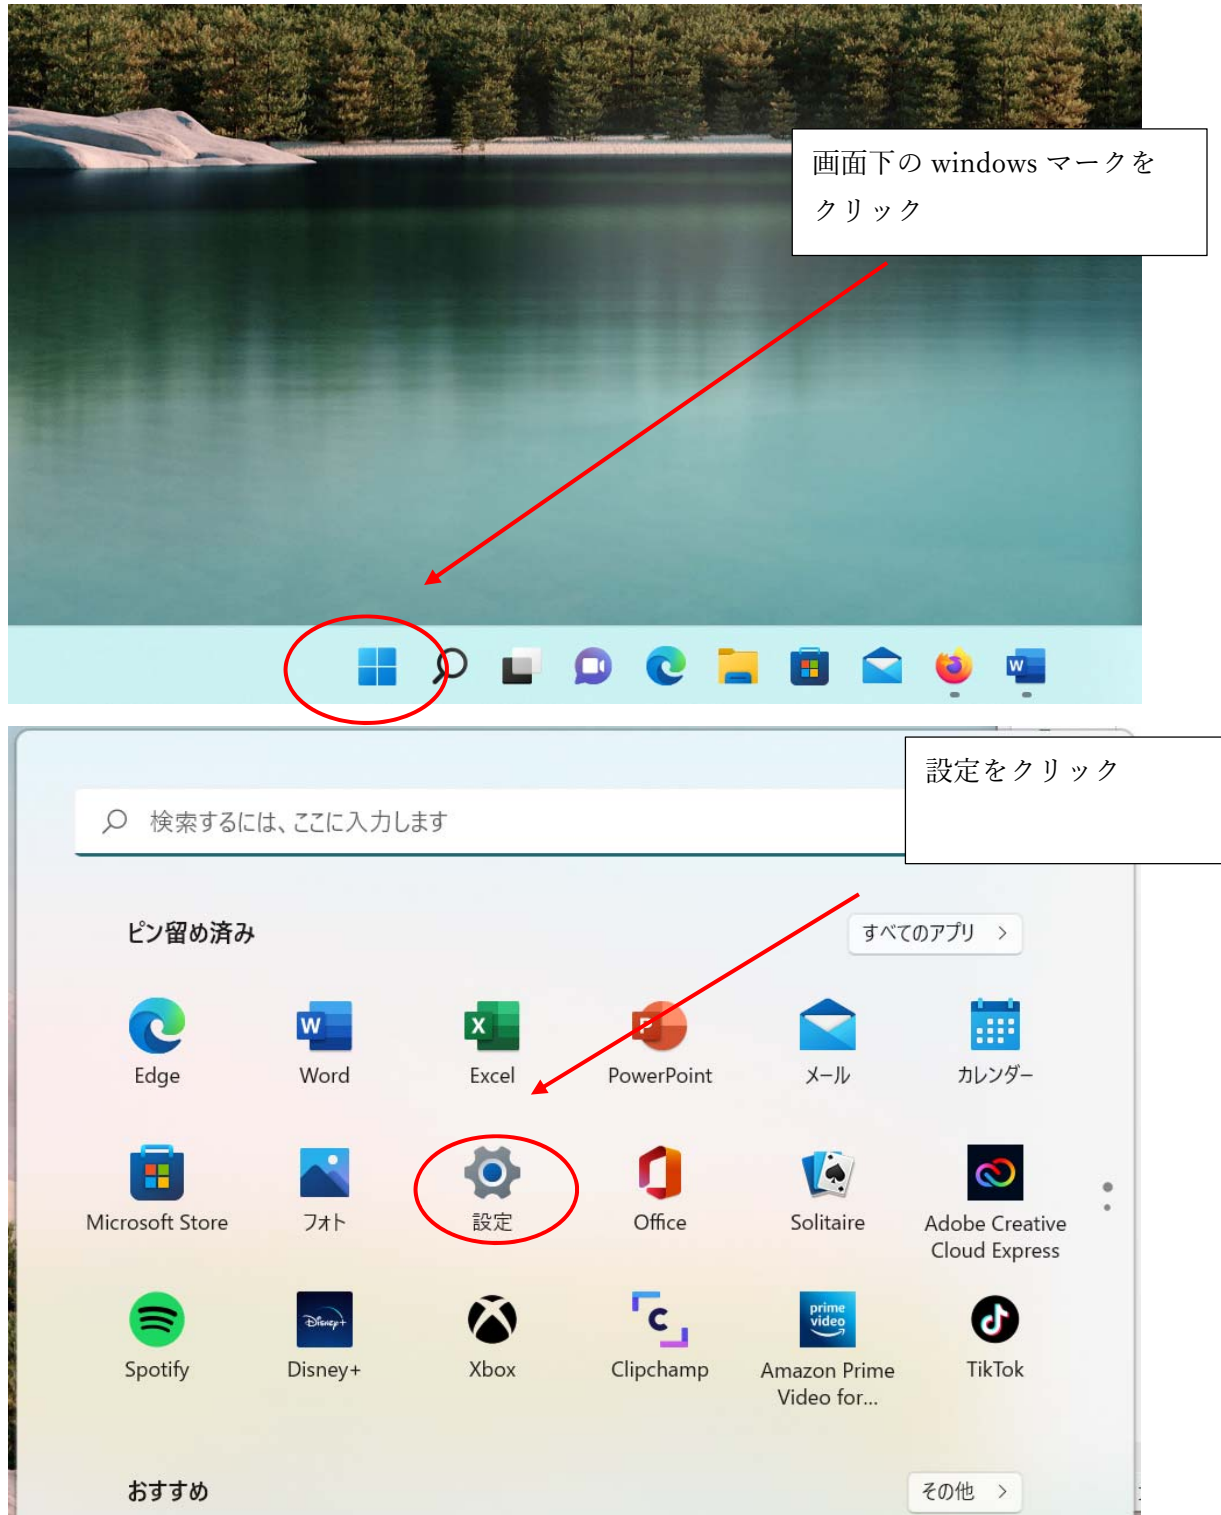 画面下の windows マークを
クリック
設定をクリック
検索するには、ここに入力します
ピン留め済み
すべてのアプリ >
Edge
Word
Excel
PowerPoint
メール
カレンダー
Microsoft Store
フォト
設定
Office
Solitaire
Adobe Creative
Cloud Express
Disney+
prime
video
Spotify
Disney+
Xbox
Clipchamp
Amazon Prime
Video for...
TikTok
おすすめ
その他 >